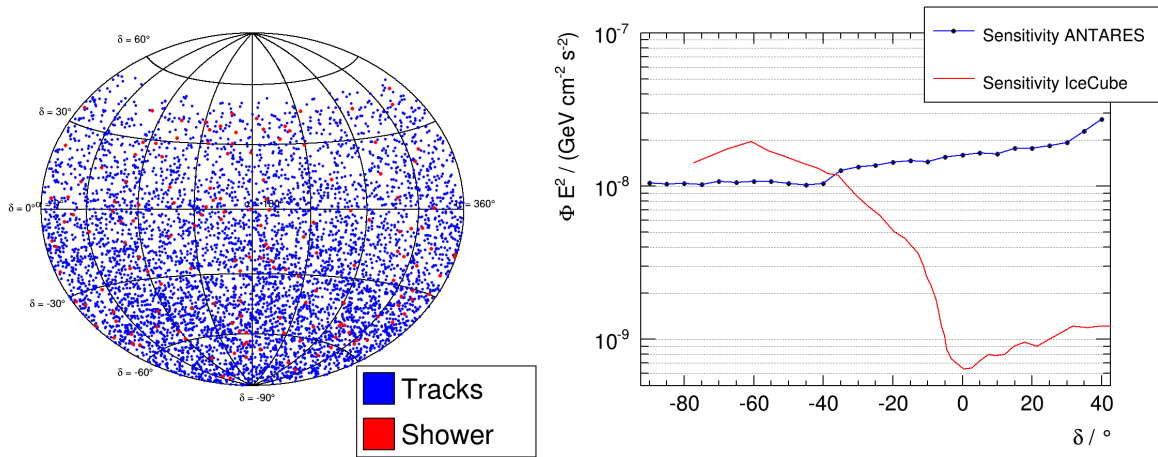 δ = 60°
δ = 30°
δ = 0°
= 360°
δ = -30°
δ = -60°
δ = -90°
Tracks
Shower
Φ E² / (GeV cm⁻² s⁻²)
10⁻⁷
10⁻⁸
10⁻⁹
Sensitivity ANTARES
Sensitivity IceCube
-80 -60 -40 -20 0 20 40
δ / °